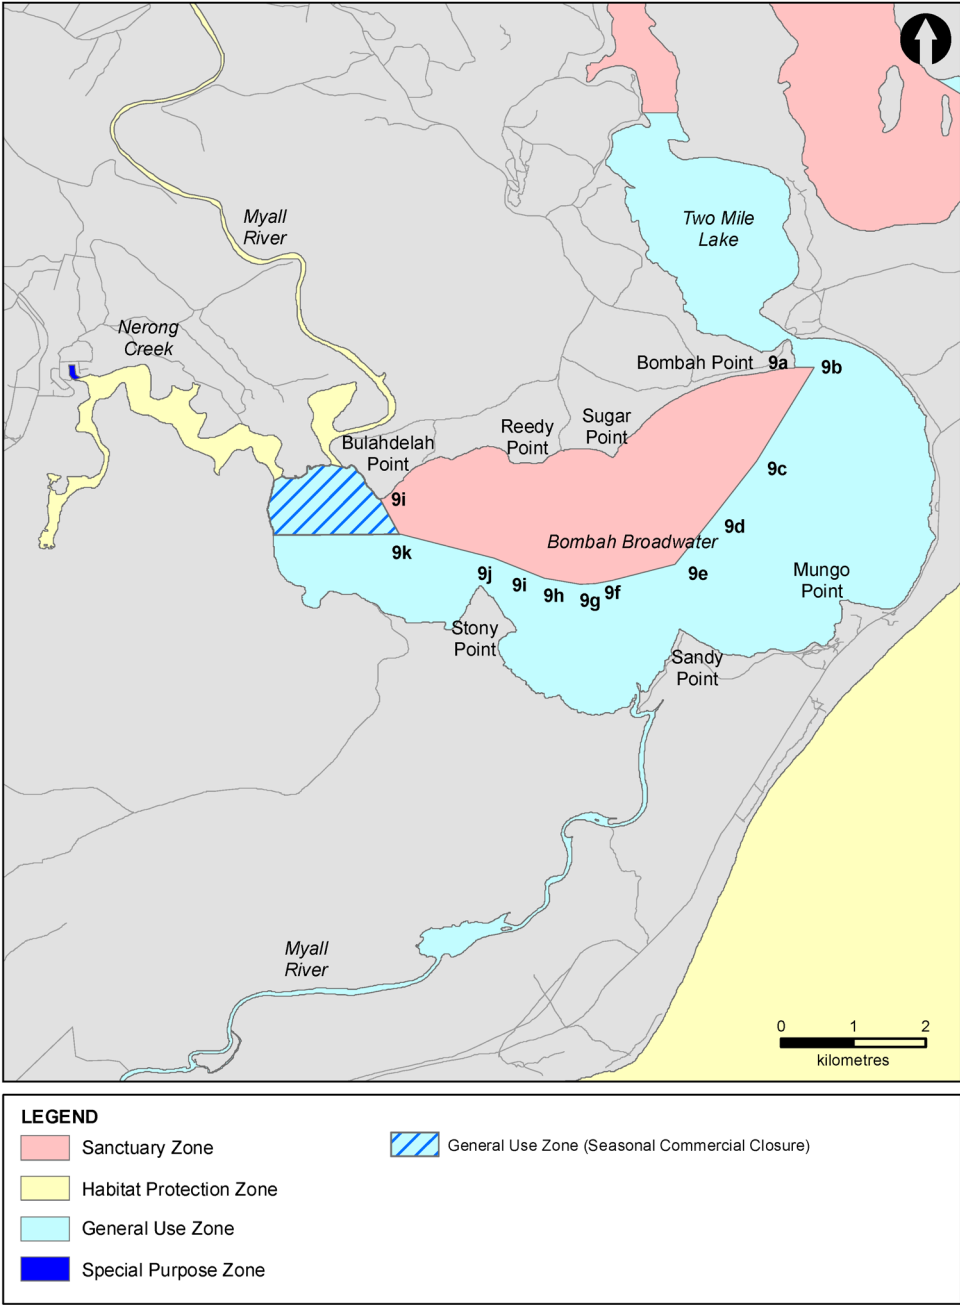 Myall
River
Two Mile
Lake
Nerong
Creek
Bombah Point
9a
9b
Sugar
Point
Reedy
Point
Bulahdelah
Point
9c
9i
9d
Bombah Broadwater
9k
9j
9i
9h
9g
9f
9e
Mungo
Point
Stony
Point
Sandy
Point
Myall
River
0 1 2
kilometres
LEGEND
Sanctuary Zone
General Use Zone (Seasonal Commercial Closure)
Habitat Protection Zone
General Use Zone
Special Purpose Zone